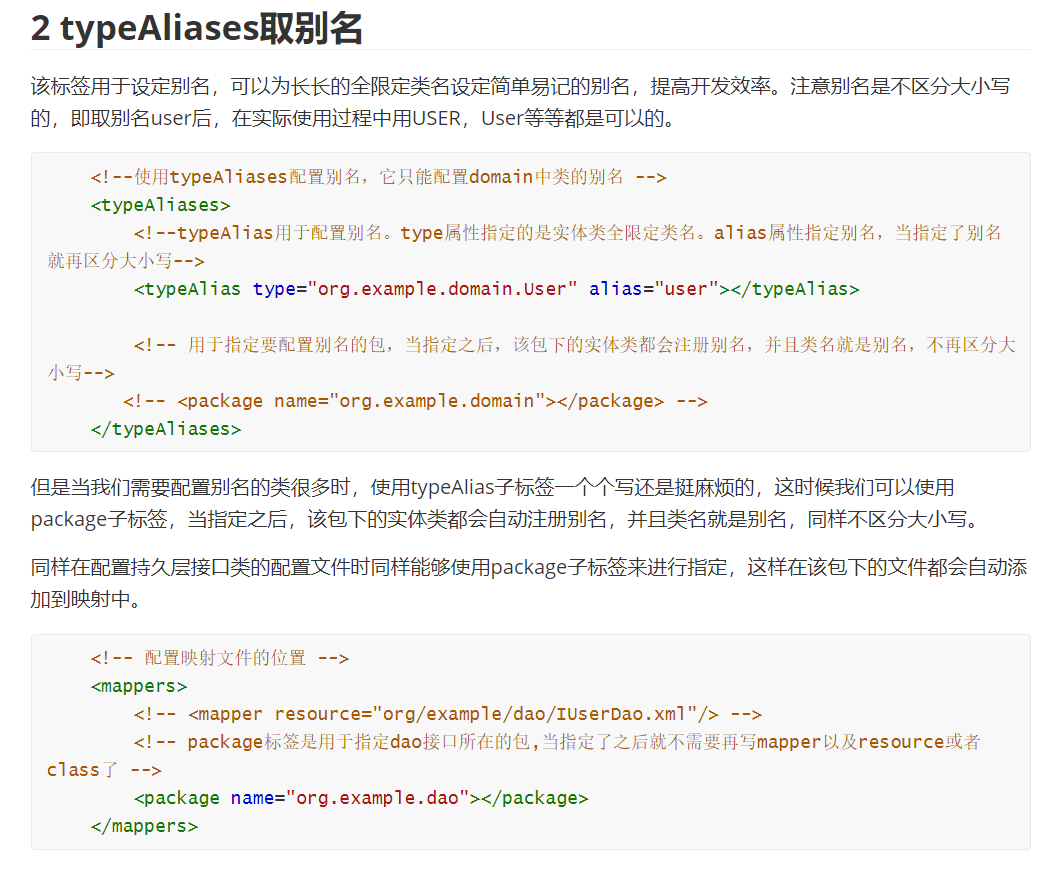 2 typeAliases取别名
该标签用于设定别名，可以为长长的全限定类名设定简单易记的别名，提高开发效率。注意别名是不区分大小写
的，即取别名user后，在实际使用过程中用USER，User等等都是可以的。
<!--使用typeAliases配置别名，它只能配置domain中类的别名 -->
<typeAliases>
<!--typeAlias用于配置别名。type属性指定的是实体类全限定类名。alias属性指定别名，当指定了别名
就再区分大小写-->
<typeAlias type="org.example.domain.User" alias="user"></typeAlias>
<!-- 用于指定要配置别名的包，当指定之后，该包下的实体类都会注册别名，并且类名就是别名，不再区分大
小写-->
<!-- <package name="org.example.domain"></package> -->
</typeAliases>
但是当我们需要配置别名的类很多时，使用typeAlias子标签一个个写还是挺麻烦的，这时候我们可以使用
package子标签，当指定之后，该包下的实体类都会自动注册别名，并且类名就是别名，同样不区分大小写。
同样在配置持久层接口类的配置文件时同样能够使用package子标签来进行指定，这样在该包下的文件都会自动添
加到映射中。
<!-- 配置映射文件的位置 -->
<mappers>
<!-- <mapper resource="org/example/dao/IUserDao.xml"/> -->
<!-- package标签是用于指定dao接口所在的包,当指定了之后就不需要再写mapper以及resource或者
class了 -->
<package name="org.example.dao"></package>
</mappers>